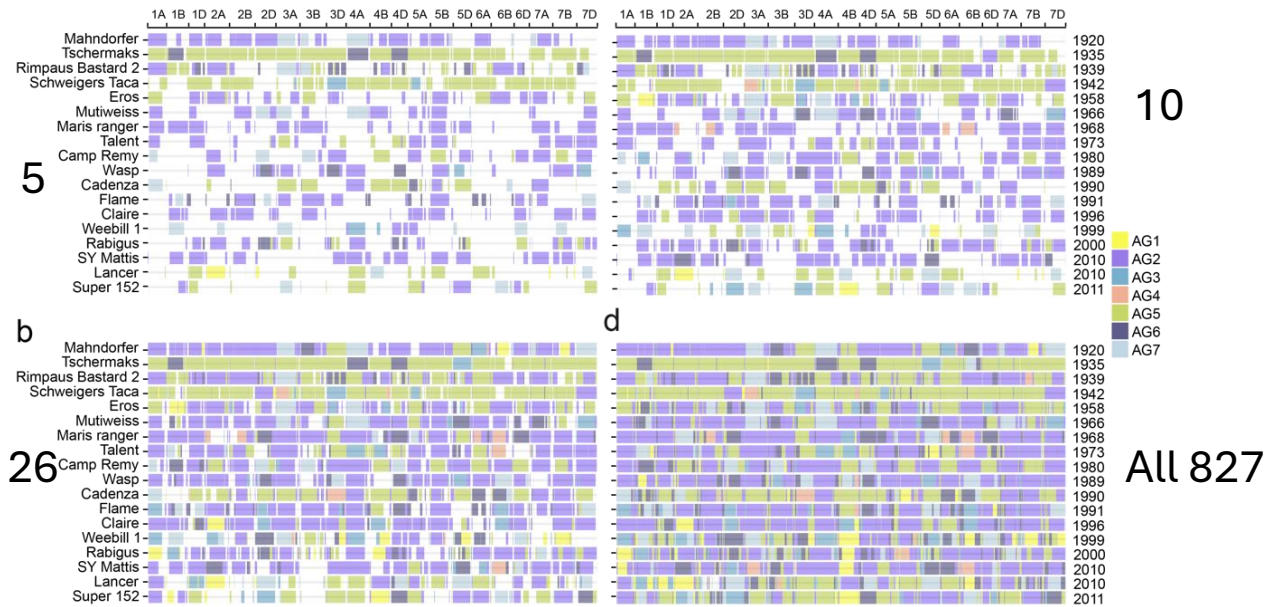 1A 1B 1D 2A 2B 2D 3A 3B 3D 4A 4B 4D 5A 5B 5D 6A 6B 6D 7A 7B 7D
1A 1B 1D 2A 2B 2D 3A 3B 3D 4A 4B 4D 5A 5B 5D 6A 6B 6D 7A 7B 7D
Mahndorfer
Tschermaks
Rimpaus Bastard 2
Schweigers Taca
Eros
Mutiweiss
Maris ranger
Talent
Camp Remy
Wasp
Cadenza
Flame
Claire
Weebill 1
Rabigus
SY Mattis
Lancer
Super 152
5
1920
1935
1939
1942
1958
1966
1968
1973
1980
1989
1990
1991
1996
1999
2000
2010
2010
2011
10
AG1
AG2
AG3
AG4
AG5
AG6
AG7
b
Mahndorfer
Tschermaks
Rimpaus Bastard 2
Schweigers Taca
Eros
Mutiweiss
Maris ranger
Talent
Camp Remy
Wasp
Cadenza
Flame
Claire
Weebill 1
Rabigus
SY Mattis
Lancer
Super 152
26
d
1920
1935
1939
1942
1958
1966
1968
1973
1980
1989
1990
1991
1996
1999
2000
2010
2010
2011
All 827